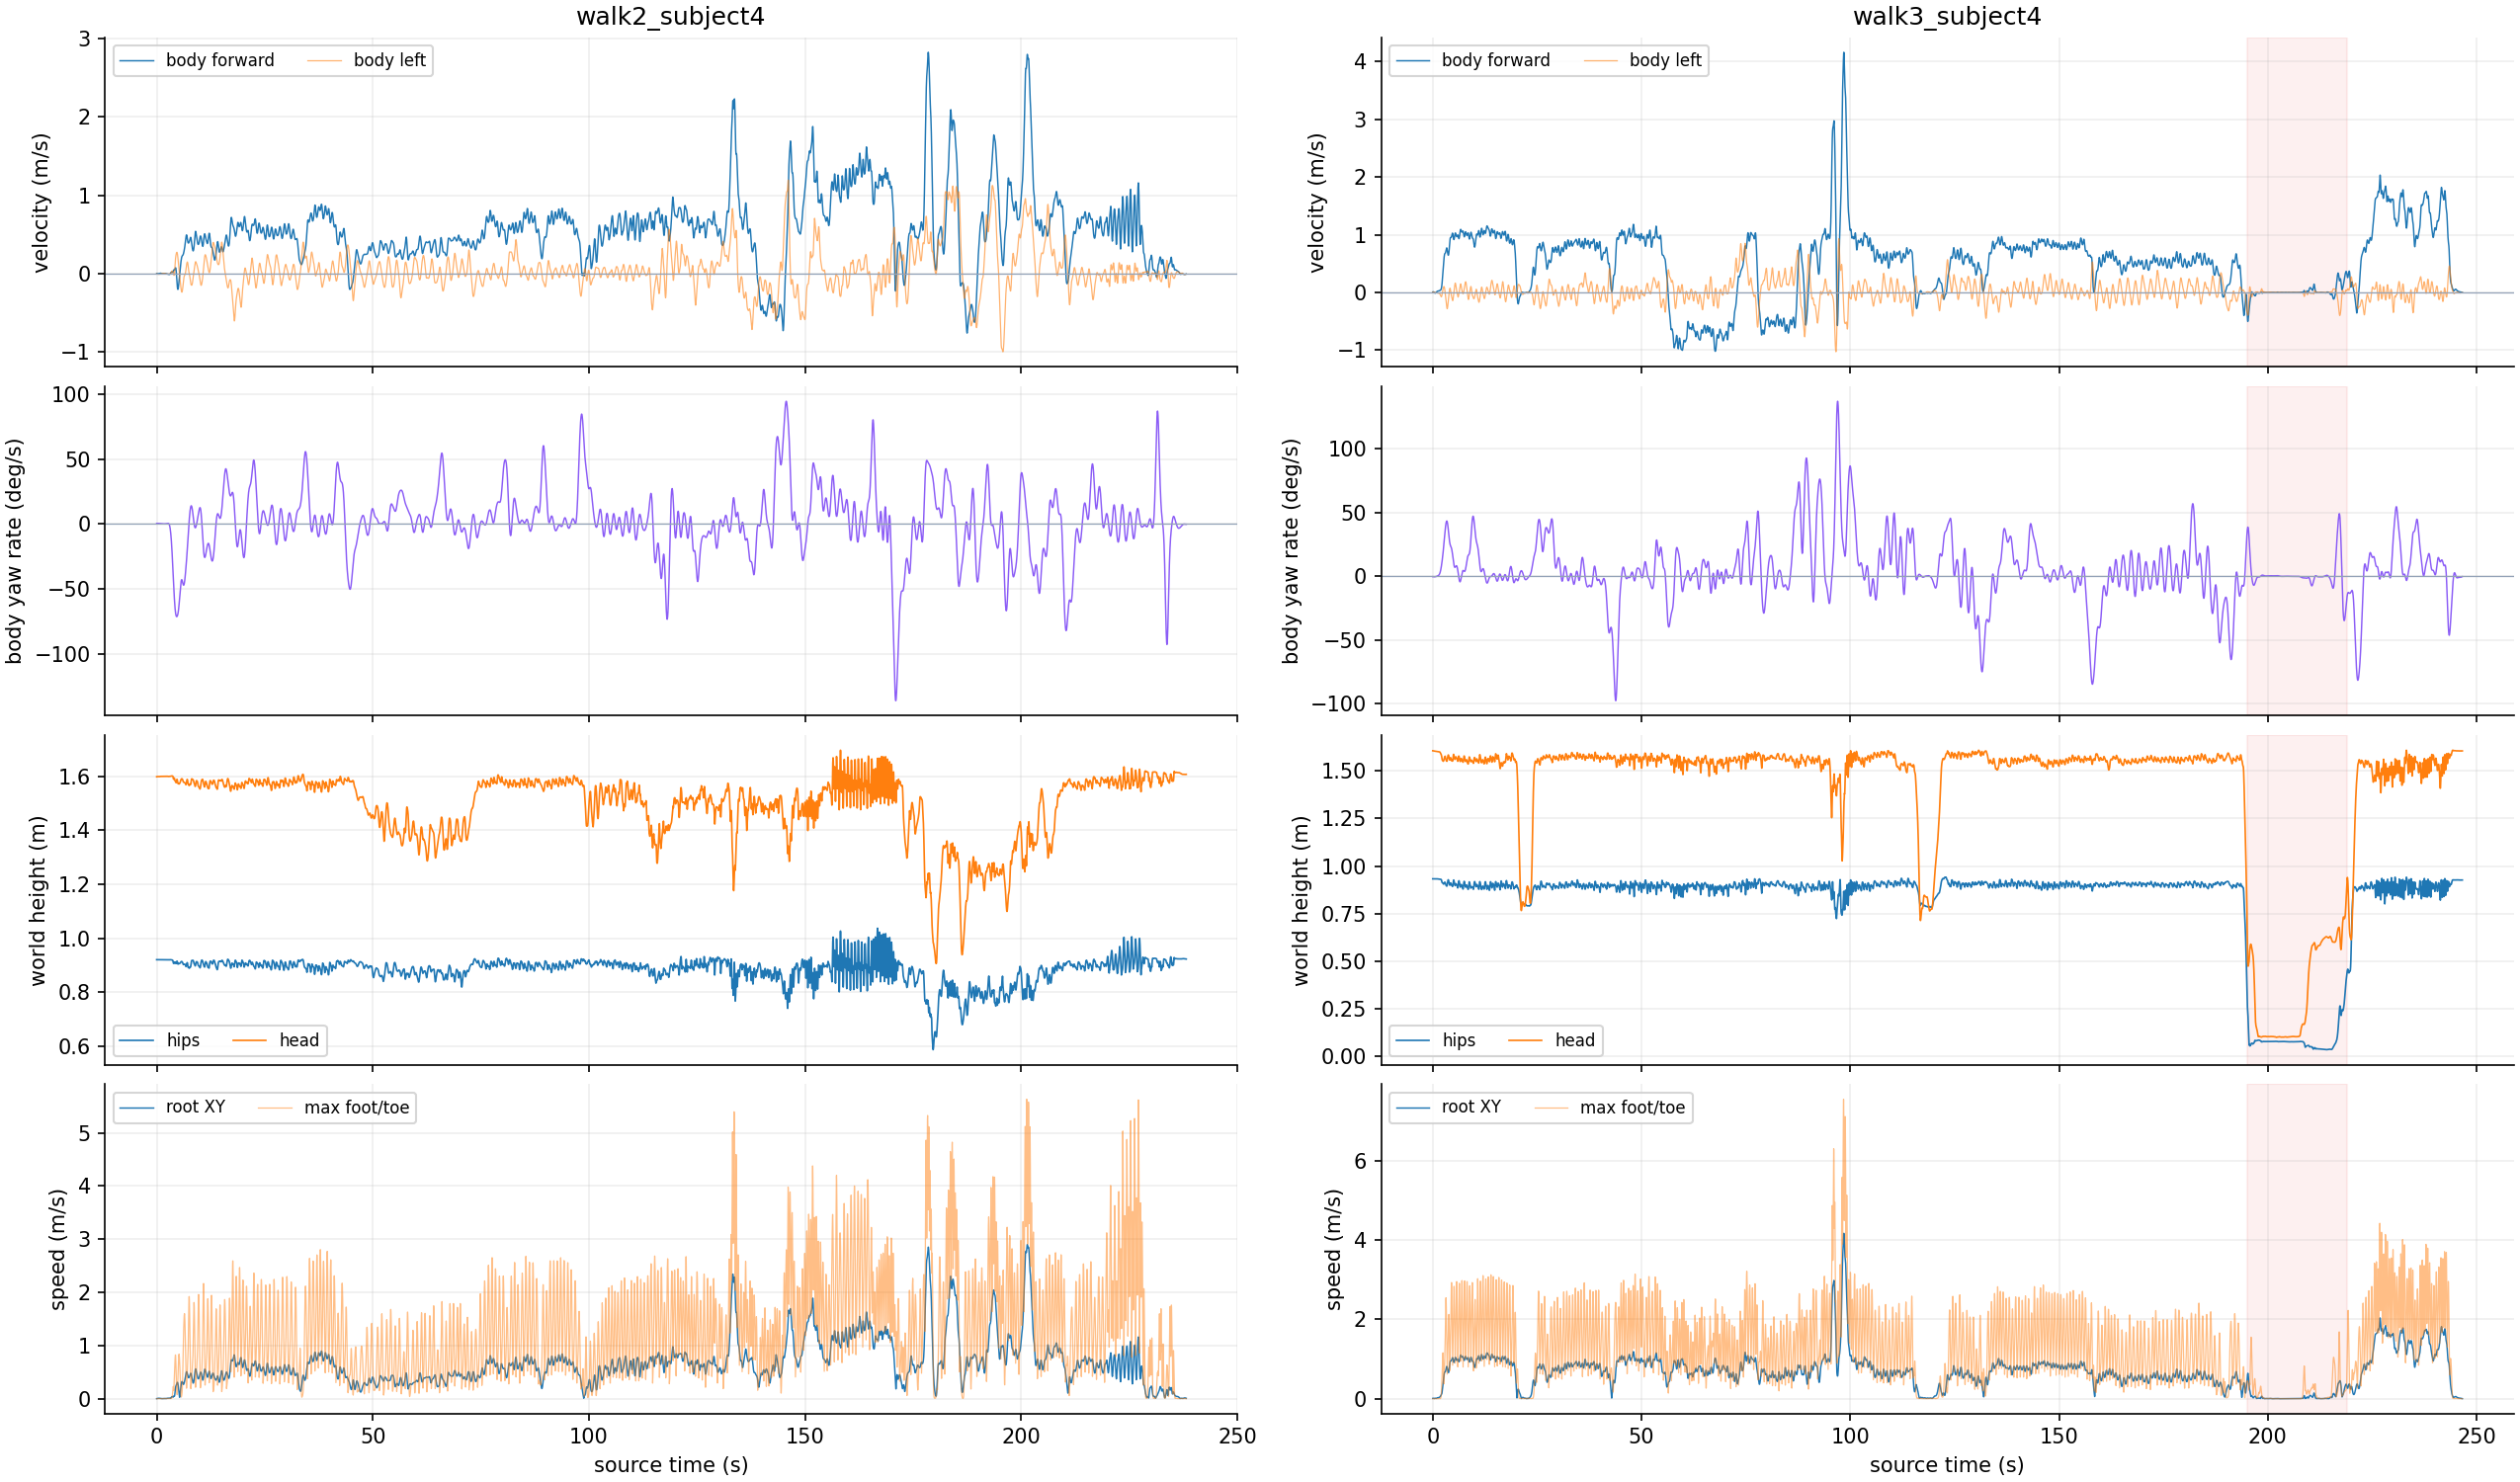 walk2_subject4
walk3_subject4
3
2
1
0
−1
velocity (m/s)
body forward
body left
4
3
2
1
0
−1
velocity (m/s)
body forward
body left
100
50
0
−50
−100
body yaw rate (deg/s)
100
50
0
−50
−100
body yaw rate (deg/s)
1.6
1.4
1.2
1.0
0.8
0.6
world height (m)
hips
head
1.50
1.25
1.00
0.75
0.50
0.25
0.00
world height (m)
hips
head
5
4
3
2
1
0
speed (m/s)
root XY
max foot/toe
6
4
2
0
speed (m/s)
root XY
max foot/toe
0 50 100 150 200 250
source time (s)
0 50 100 150 200 250
source time (s)